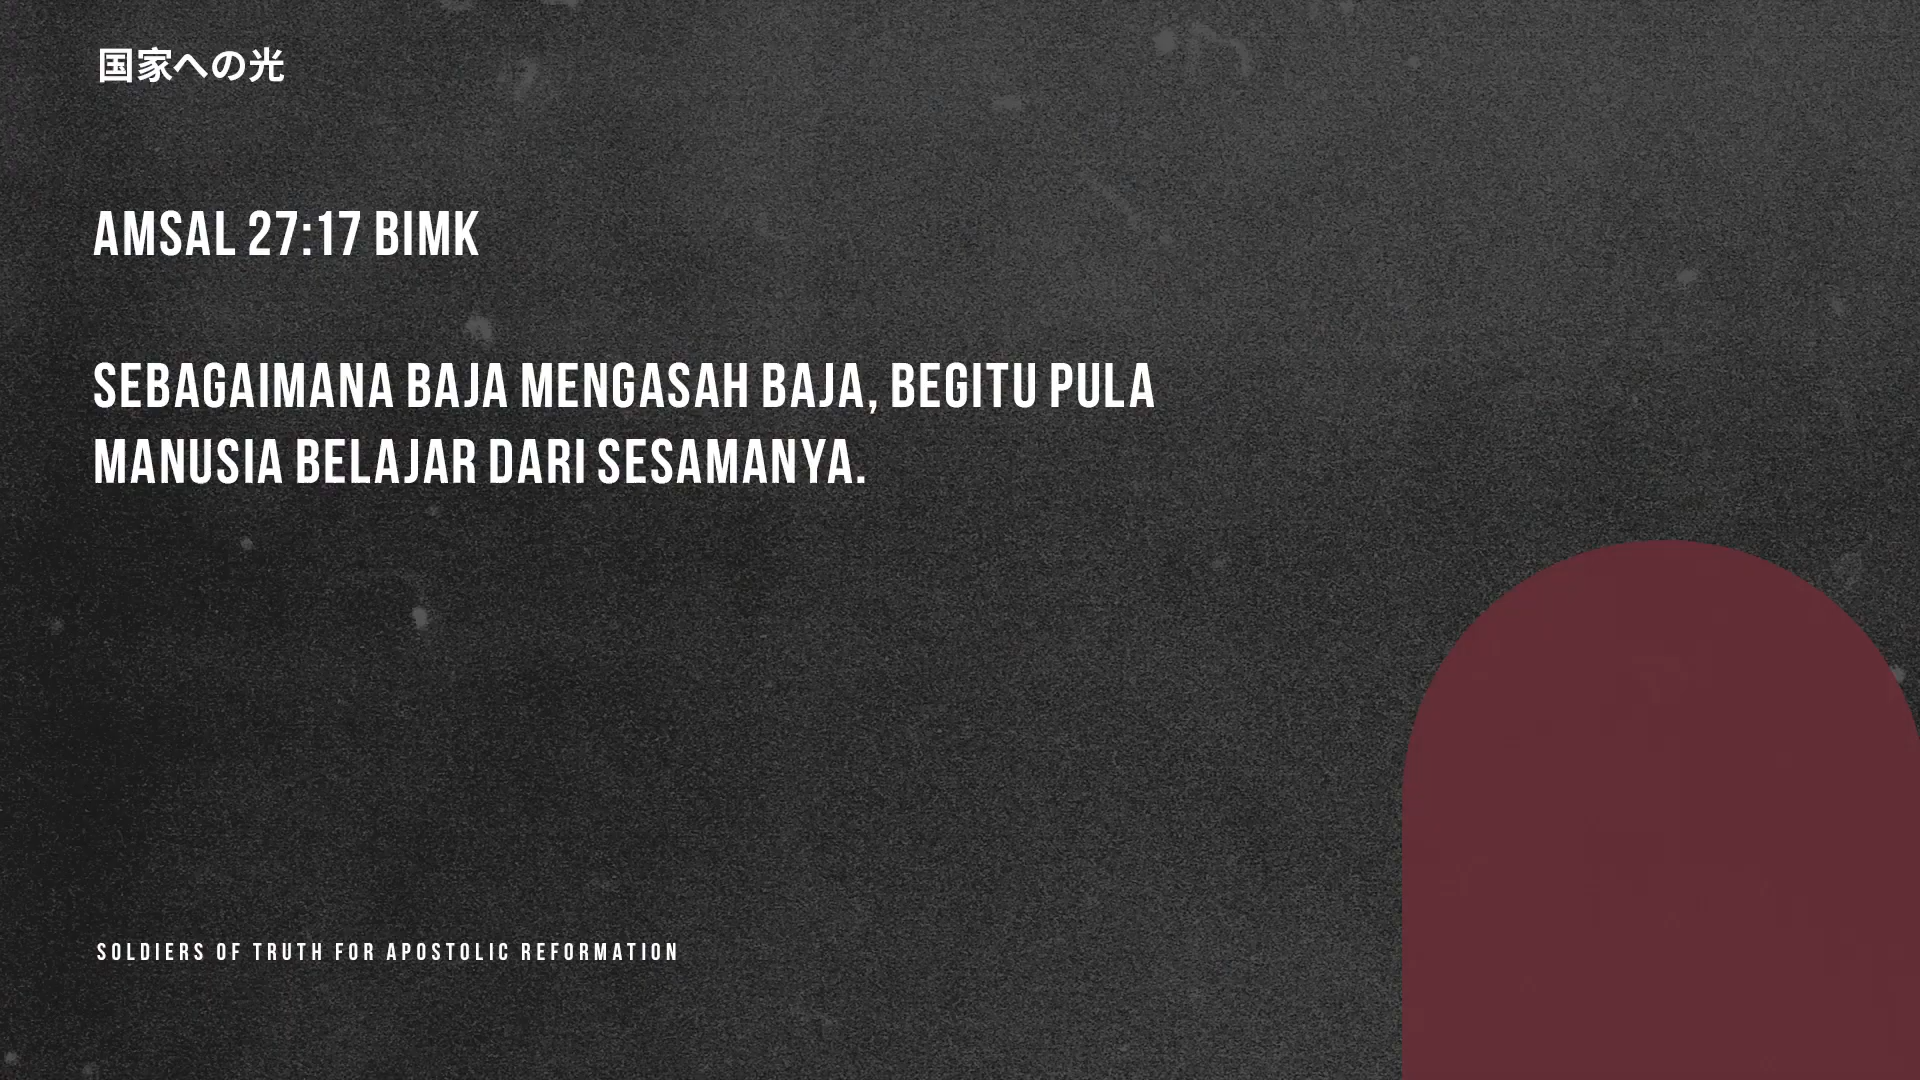 国家への光
AMSAL 27:17 BIMK
SEBAGAIMANA BAJA MENGASAH BAJA, BEGITU PULA
MANUSIA BELAJAR DARI SESAMANYA.
SOLDIERS OF TRUTH FOR APOSTOLIC REFORMATION